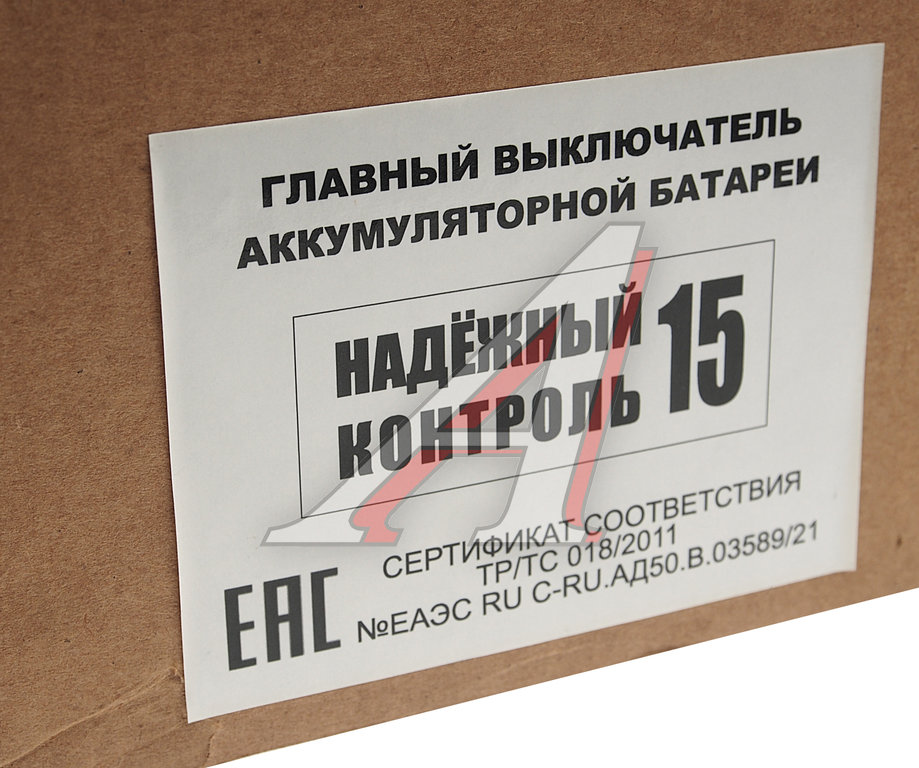 ГЛАВНЫЙ ВЫКЛЮЧАТЕЛЬ
АККУМУЛЯТОРНОЙ БАТАРЕИ
НАДЁЖНЫЙ 15
КОНТРОЛЬ
СЕРТИФИКАТ СООТВЕТСТВИЯ
ТР/ТС 018/2011
№ЕАЭС RU С-RU.АД50.В.03589/21
ЕАС